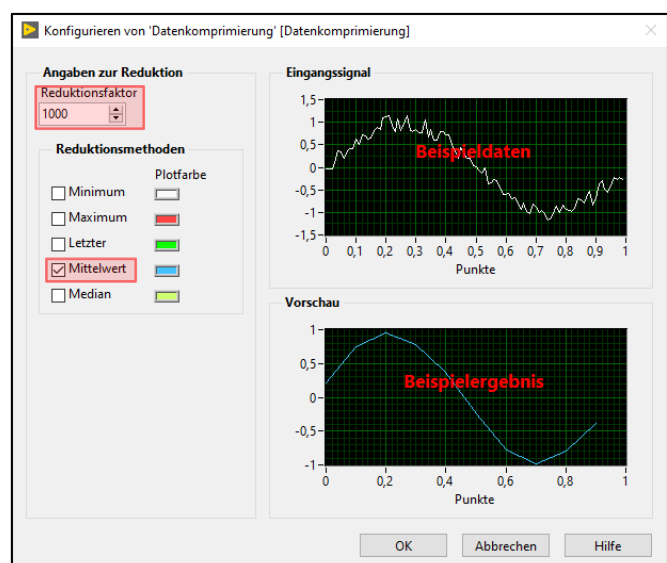 Konfigurieren von 'Datenkomprimierung' [Datenkomprimierung]
Angaben zur Reduktion
Reduktionsfaktor
1000
Reduktionsmethoden
Plotfarbe
Minimum
Maximum
Letzter
Mittelwert
Median
Eingangssignal
1,5
1
0,5
0
-0,5
-1
-1,5
Beispieldaten
0 0,1 0,2 0,3 0,4 0,5 0,6 0,7 0,8 0,9 1
Punkte
Vorschau
1
0,5
0
-0,5
-1
Beispielergebnis
0 0,2 0,4 0,6 0,8 1
Punkte
OK Abbrechen Hilfe